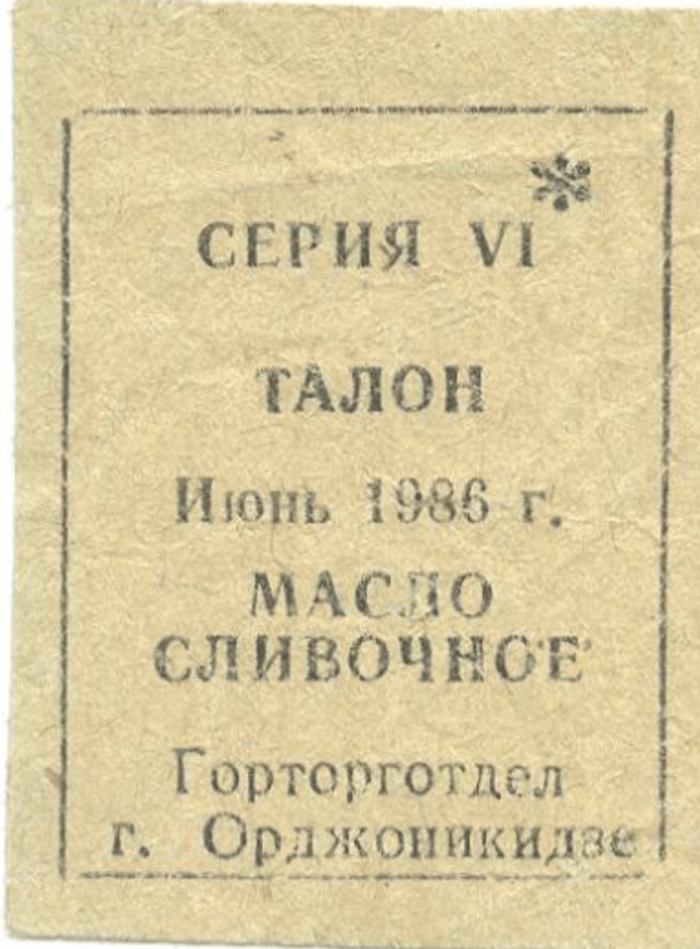 СЕРИЯ VI
ТАЛОН
Июнь 1986 г.
МАСЛО
СЛИВОЧНОЕ
Горторготдел
г. Орджоникидзе